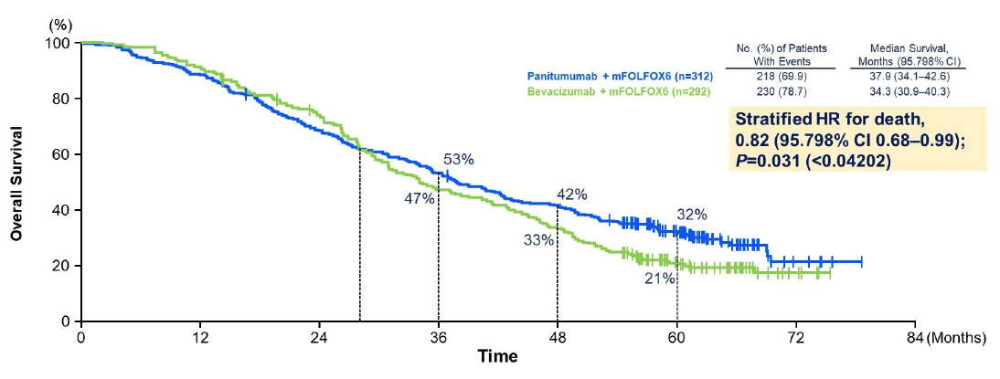 (%)
100
80
60
40
20
0
Overall Survival
No. (%) of Patients
With Events
Median Survival,
Months (95.798% CI)
Panitumumab + mFOLFOX6 (n=312) 218 (69.9) 37.9 (34.1–42.6)
Bevacizumab + mFOLFOX6 (n=292) 230 (78.7) 34.3 (30.9–40.3)
Stratified HR for death,
0.82 (95.798% CI 0.68–0.99);
P=0.031 (<0.04202)
53%
47%
42%
33%
32%
21%
0 12 24 36 48 60 72 84 (Months)
Time